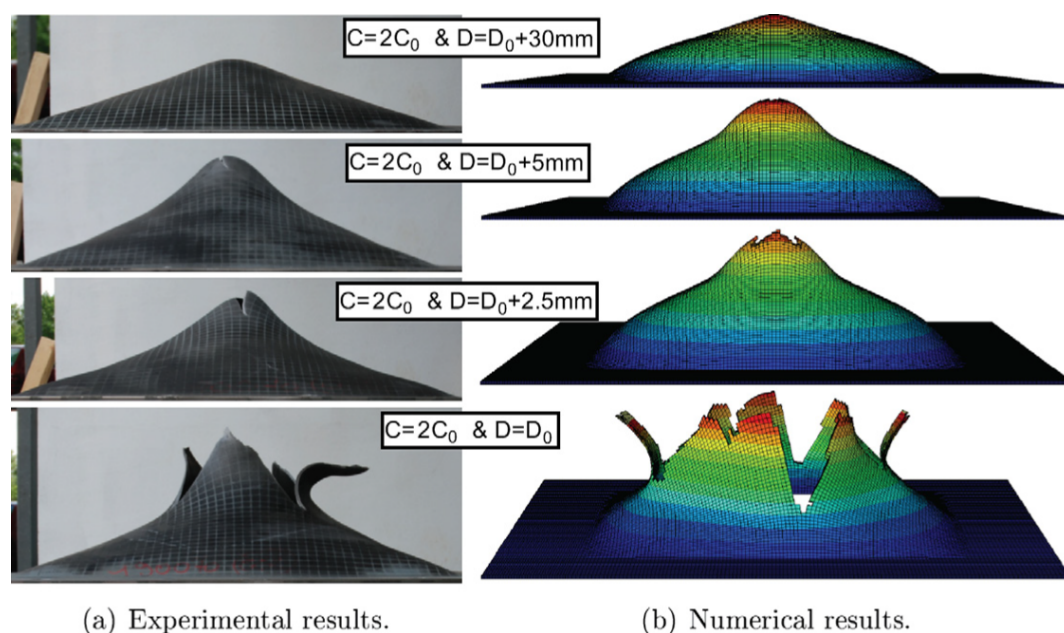 C=2C₀ & D=D₀+30mm
C=2C₀ & D=D₀+5mm
C=2C₀ & D=D₀+2.5mm
C=2C₀ & D=D₀
(a) Experimental results.
(b) Numerical results.